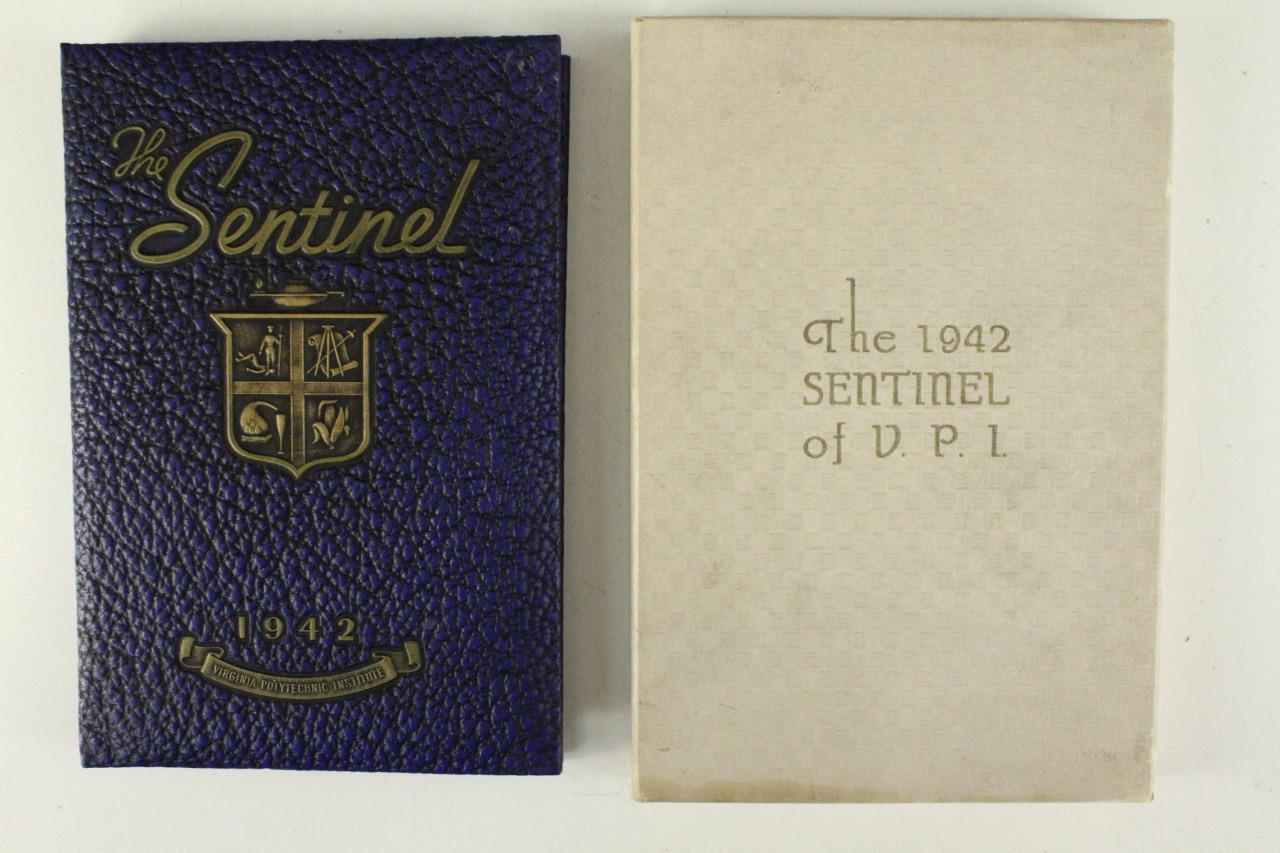 The
Sentinel
1942
VIRGINIA POLYTECHNIC INSTITUTE
The 1942
SENTINEL
of V. P. I.